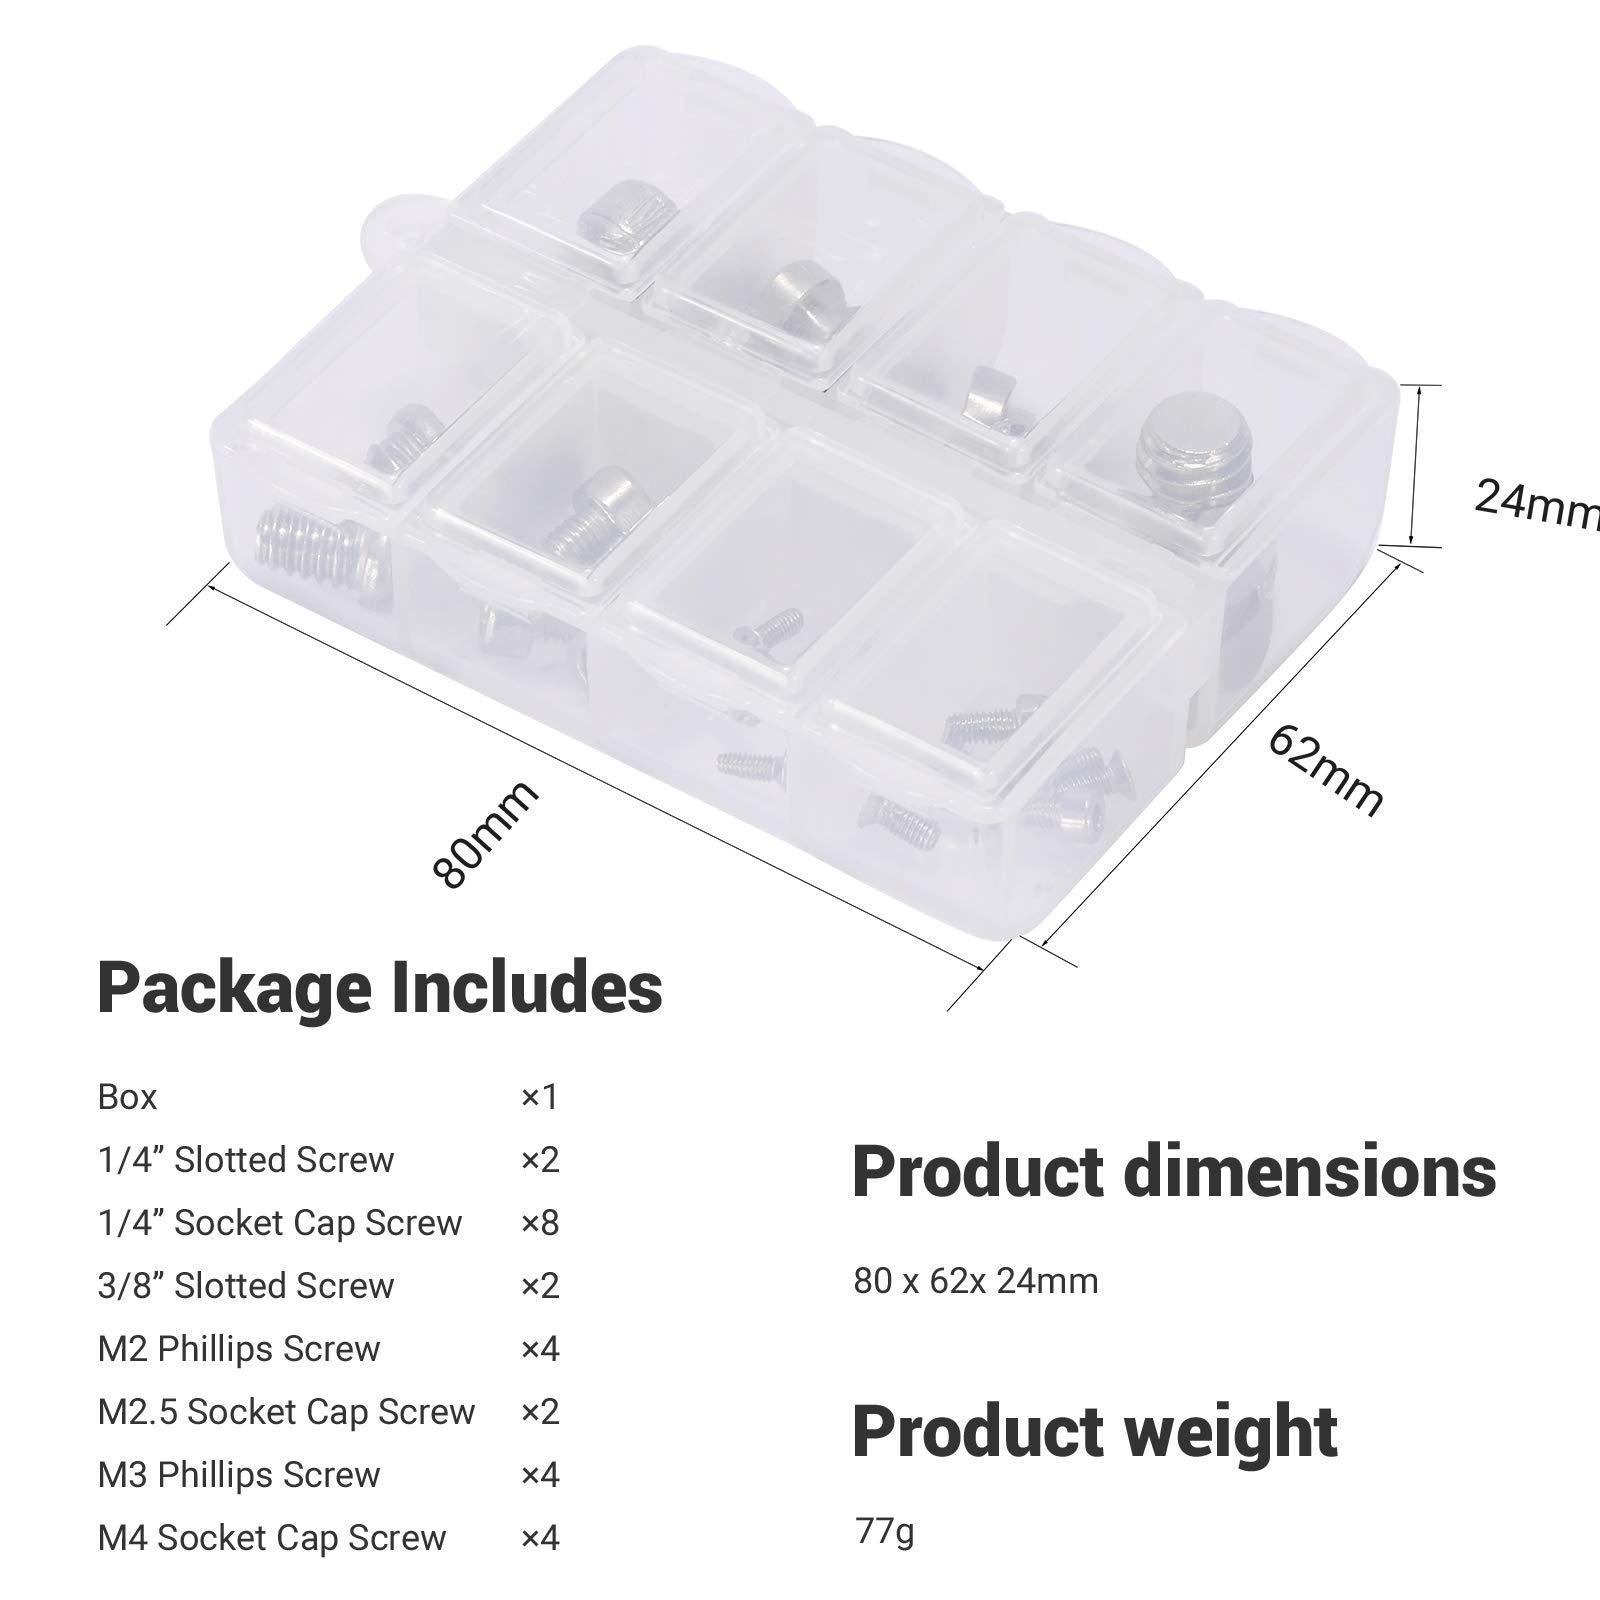 24mm
62mm
80mm
Package Includes
Box ×1
1/4” Slotted Screw ×2
1/4” Socket Cap Screw ×8
3/8” Slotted Screw ×2
M2 Phillips Screw ×4
M2.5 Socket Cap Screw ×2
M3 Phillips Screw ×4
M4 Socket Cap Screw ×4
Product dimensions
80 x 62x 24mm
Product weight
77g